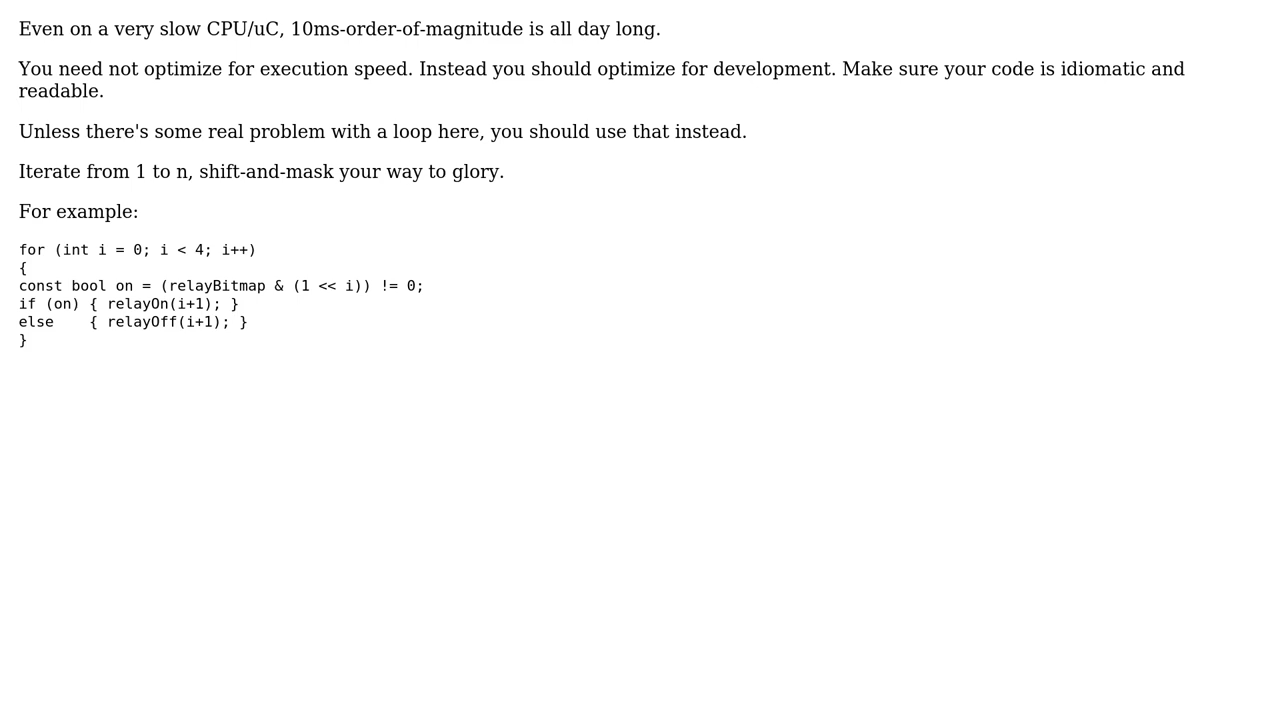 Even on a very slow CPU/uC, 10ms-order-of-magnitude is all day long.
You need not optimize for execution speed. Instead you should optimize for development. Make sure your code is idiomatic and
readable.
Unless there's some real problem with a loop here, you should use that instead.
Iterate from 1 to n, shift-and-mask your way to glory.
For example:
for (int i = 0; i < 4; i++)
{
const bool on = (relayBitmap & (1 << i)) != 0;
if (on) { relayOn(i+1); }
else    { relayOff(i+1); }
}